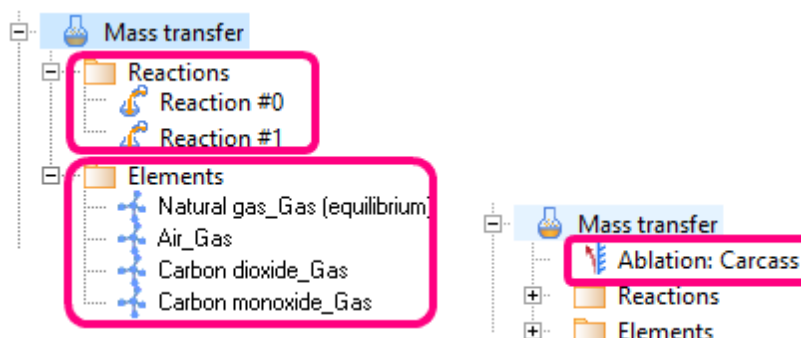 Mass transfer
Reactions
Reaction #0
Reaction #1
Elements
Natural gas_Gas (equilibrium)
Air_Gas
Carbon dioxide_Gas
Carbon monoxide_Gas
Mass transfer
Ablation: Carcass
Reactions
Elements